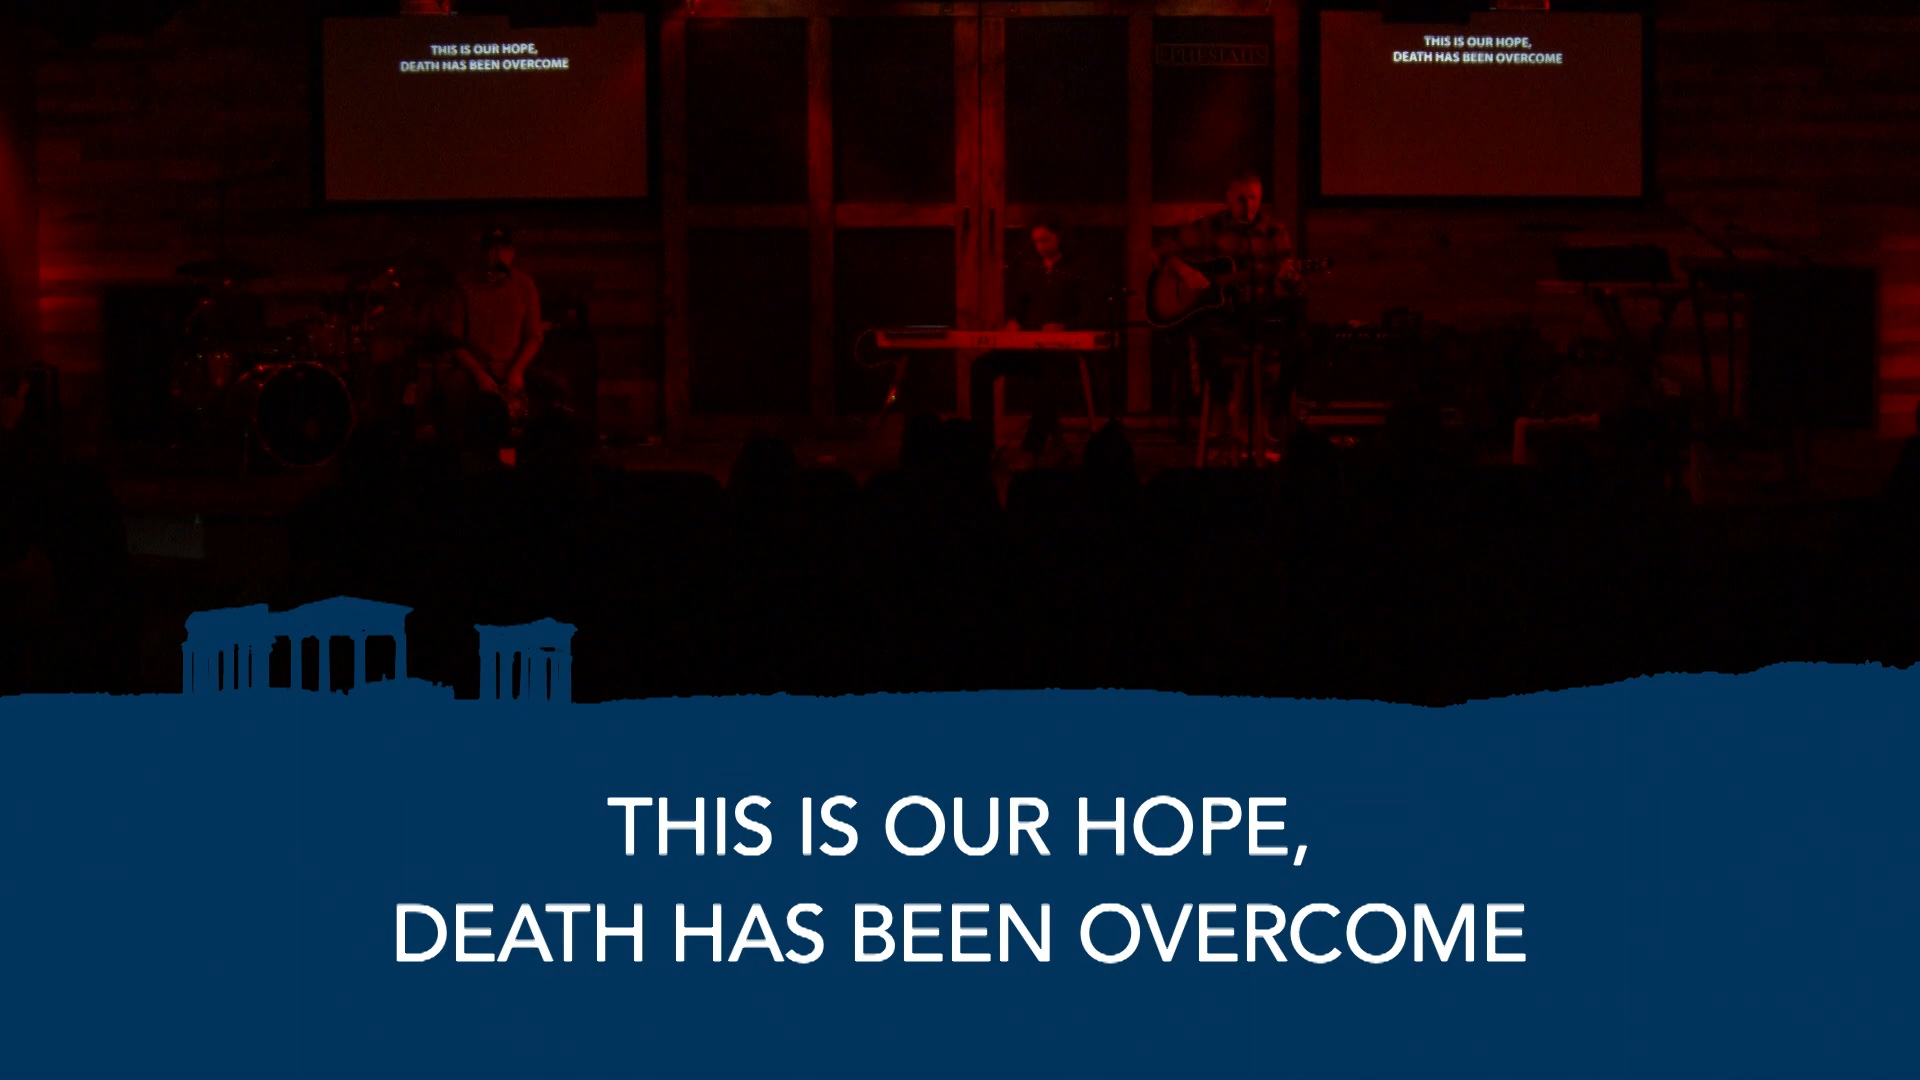 THIS IS OUR HOPE,
DEATH HAS BEEN OVERCOME
THIS IS OUR HOPE,
DEATH HAS BEEN OVERCOME
EPHESIANS
THIS IS OUR HOPE,
DEATH HAS BEEN OVERCOME